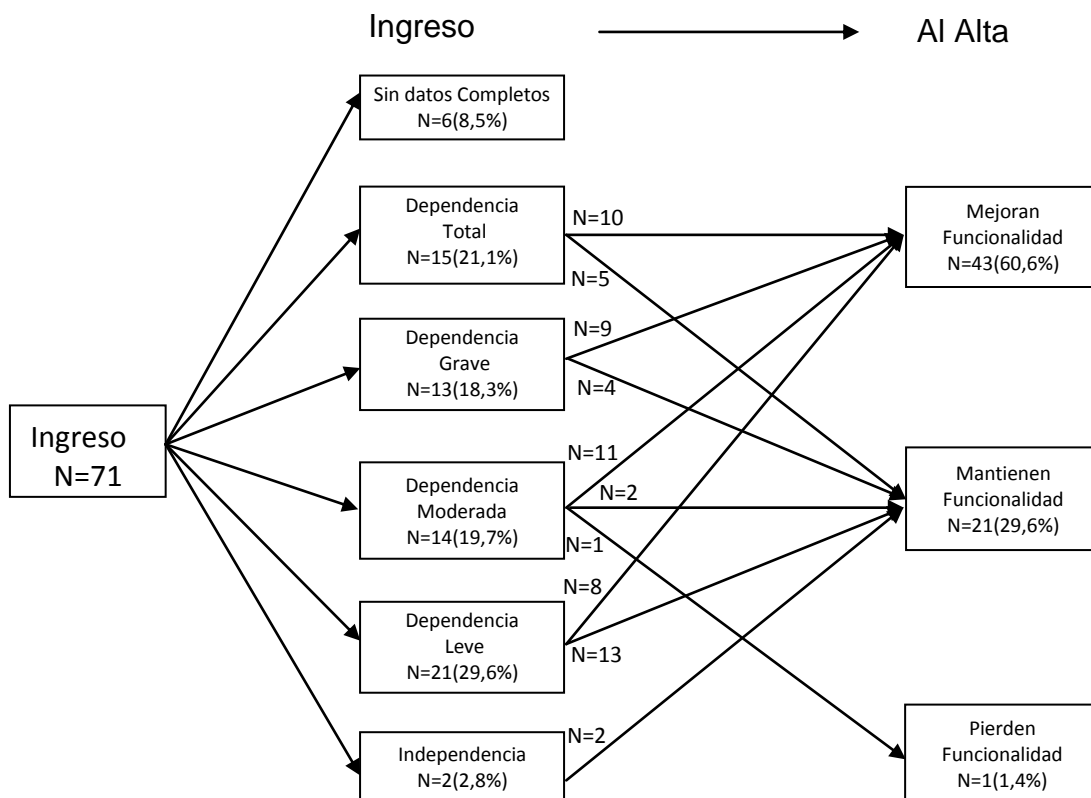 Ingreso
Al Alta
Sin datos Completos
N=6(8,5%)
Dependencia
Total
N=15(21,1%)
N=10
N=5
Mejoran
Funcionalidad
N=43(60,6%)
Dependencia
Grave
N=13(18,3%)
N=9
N=4
Ingreso
N=71
Dependencia
Moderada
N=14(19,7%)
N=11
N=2
N=1
Mantienen
Funcionalidad
N=21(29,6%)
Dependencia
Leve
N=21(29,6%)
N=8
N=13
Independencia
N=2(2,8%)
N=2
Pierden
Funcionalidad
N=1(1,4%)